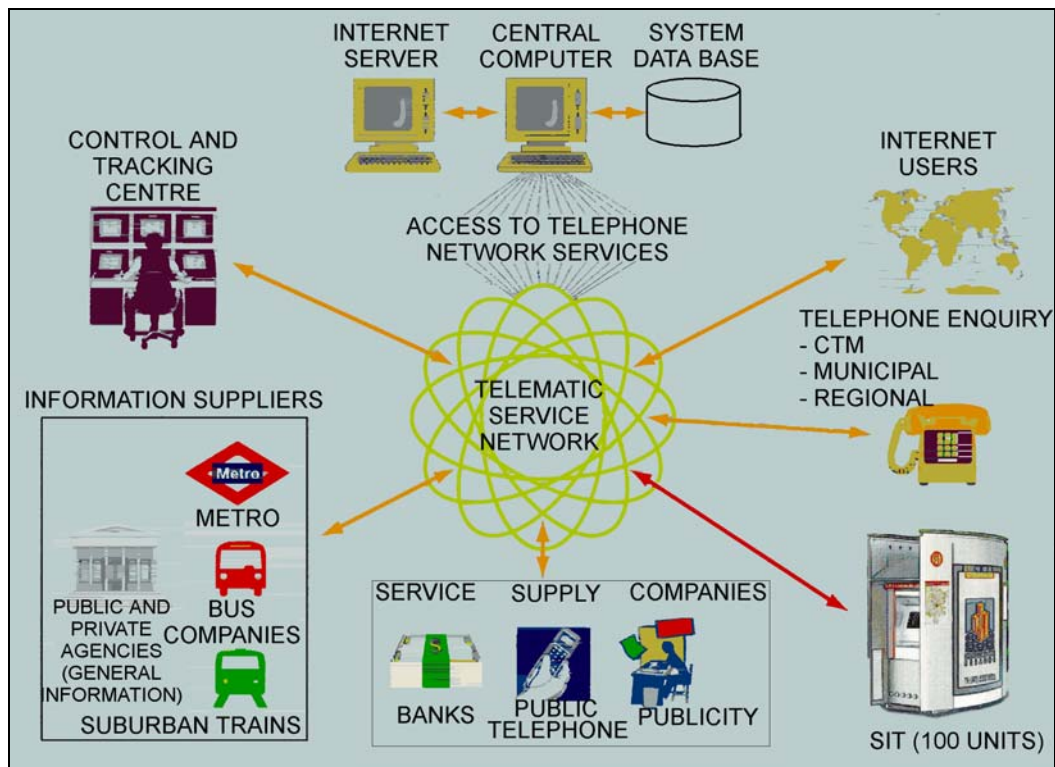 INTERNET
SERVER
CENTRAL
COMPUTER
SYSTEM
DATA BASE
CONTROL AND
TRACKING
CENTRE
INTERNET
USERS
ACCESS TO TELEPHONE
NETWORK SERVICES
TELEPHONE ENQUIRY
- CTM
- MUNICIPAL
- REGIONAL
TELEMATIC
SERVICE
NETWORK
INFORMATION SUPPLIERS
Metro
METRO
PUBLIC AND
PRIVATE
AGENCIES
(GENERAL
INFORMATION)
BUS
COMPANIES
SUBURBAN TRAINS
SERVICE SUPPLY COMPANIES
$
BANKS
PUBLIC
TELEPHONE
PUBLICITY
SIT (100 UNITS)